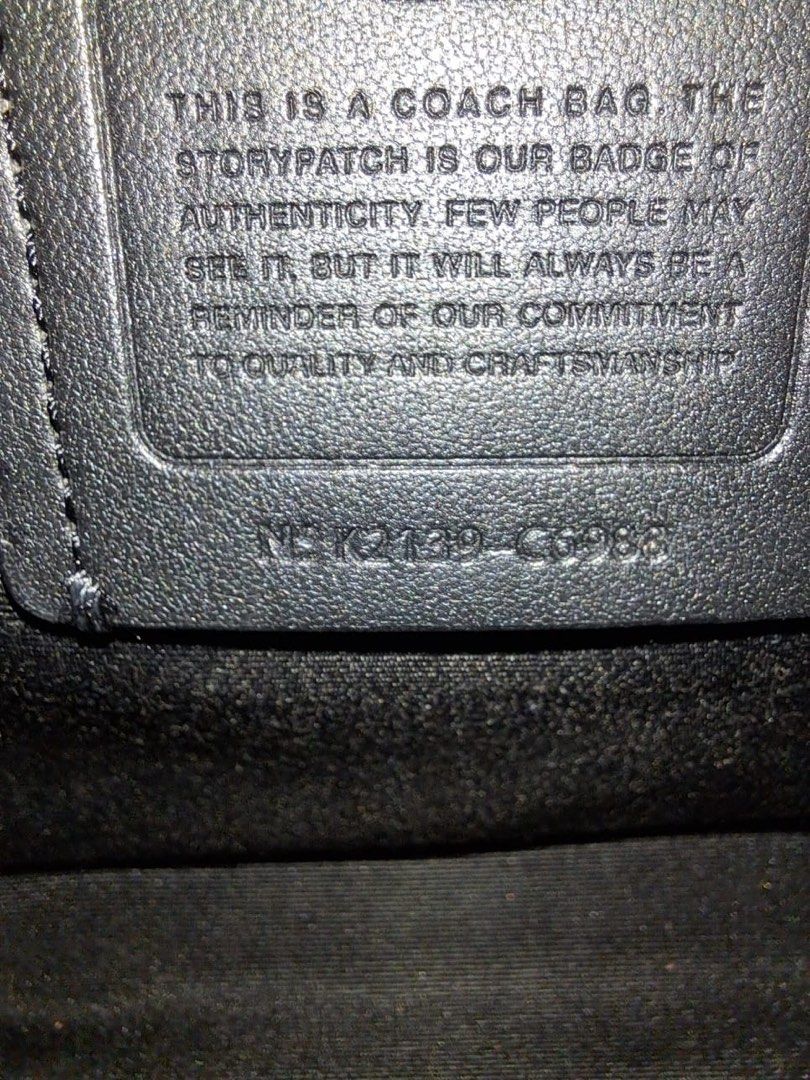 THIS IS A COACH BAG. THE
STORYPATCH IS OUR BADGE OF
AUTHENTICITY. FEW PEOPLE MAY
SEE IT, BUT IT WILL ALWAYS BE A
REMINDER OF OUR COMMITMENT
TO QUALITY AND CRAFTSMANSHIP